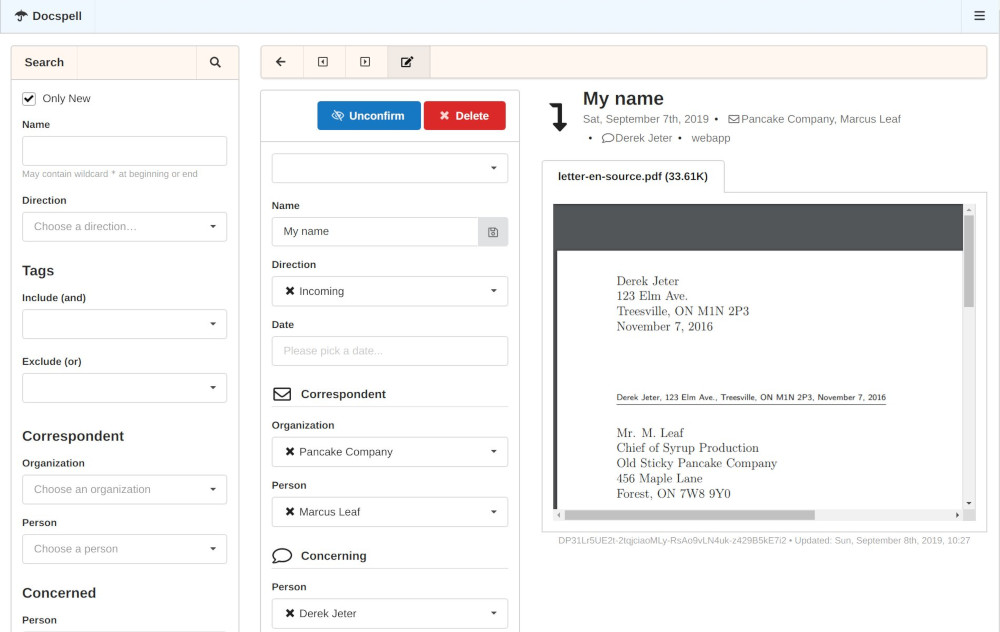 Docspell
Search
Only New
Name
May contain wildcard * at beginning or end
Direction
Choose a direction…
Tags
Include (and)
Exclude (or)
Correspondent
Organization
Choose an organization
Person
Choose a person
Concerned
Person
Unconfirm
Delete
Name
My name
Direction
Incoming
Date
Please pick a date...
Correspondent
Organization
Pancake Company
Person
Marcus Leaf
Concerning
Person
Derek Jeter
My name
Sat, September 7th, 2019 • Pancake Company, Marcus Leaf
• Derek Jeter • webapp
letter-en-source.pdf (33.61K)
Derek Jeter
123 Elm Ave.
Treesville, ON M1N 2P3
November 7, 2016
Derek Jeter, 123 Elm Ave., Treesville, ON M1N 2P3, November 7, 2016
Mr. M. Leaf
Chief of Syrup Production
Old Sticky Pancake Company
456 Maple Lane
Forest, ON 7W8 9Y0
DP31Lr5UE2t-2tqjciaoMLy-RsAo9vLN4uk-z429B5kE7i2 • Updated: Sun, September 8th, 2019, 10:27